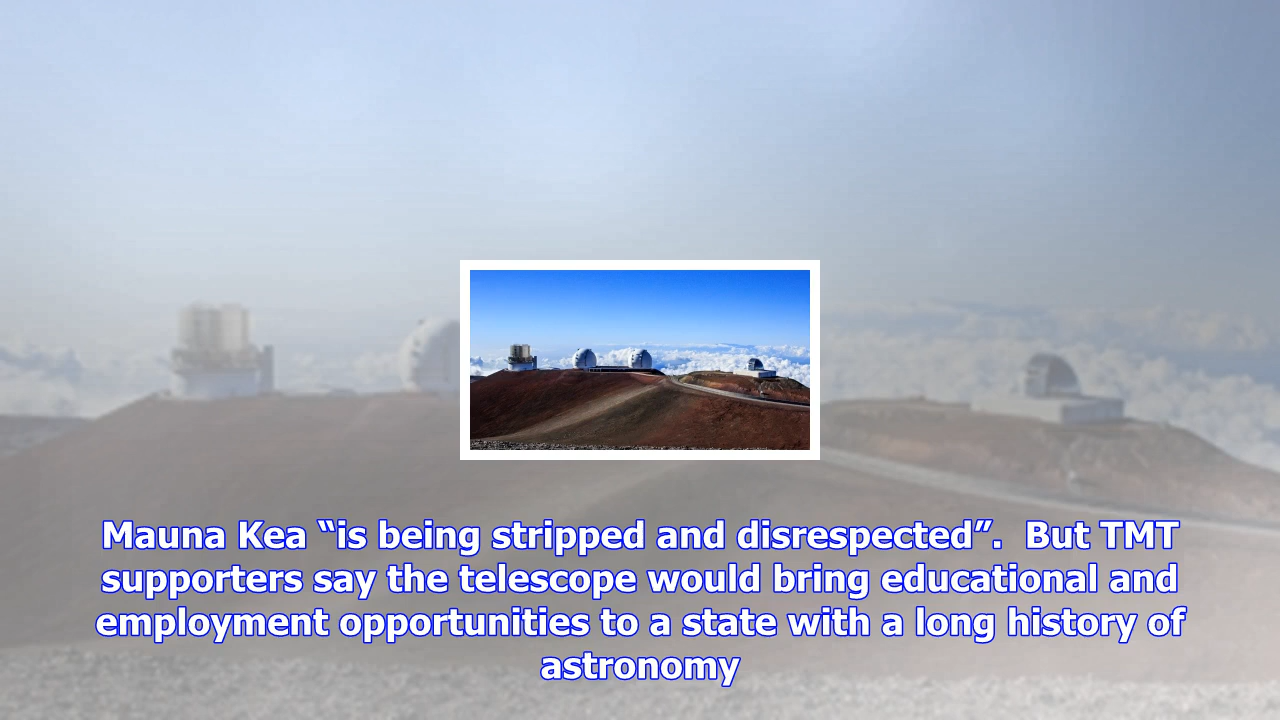 Mauna Kea “is being stripped and disrespected”.  But TMT
supporters say the telescope would bring educational and
employment opportunities to a state with a long history of
astronomy